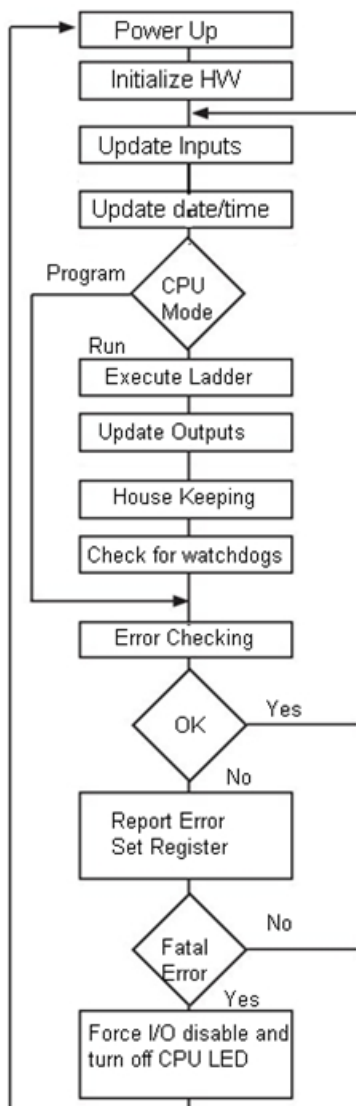 Power Up
Initialize HW
Update Inputs
Update date/time
Program
CPU
Mode
Run
Execute Ladder
Update Outputs
House Keeping
Check for watchdogs
Error Checking
OK
Yes
No
Report Error
Set Register
No
Fatal
Error
Yes
Force I/O disable and
turn off CPU LED